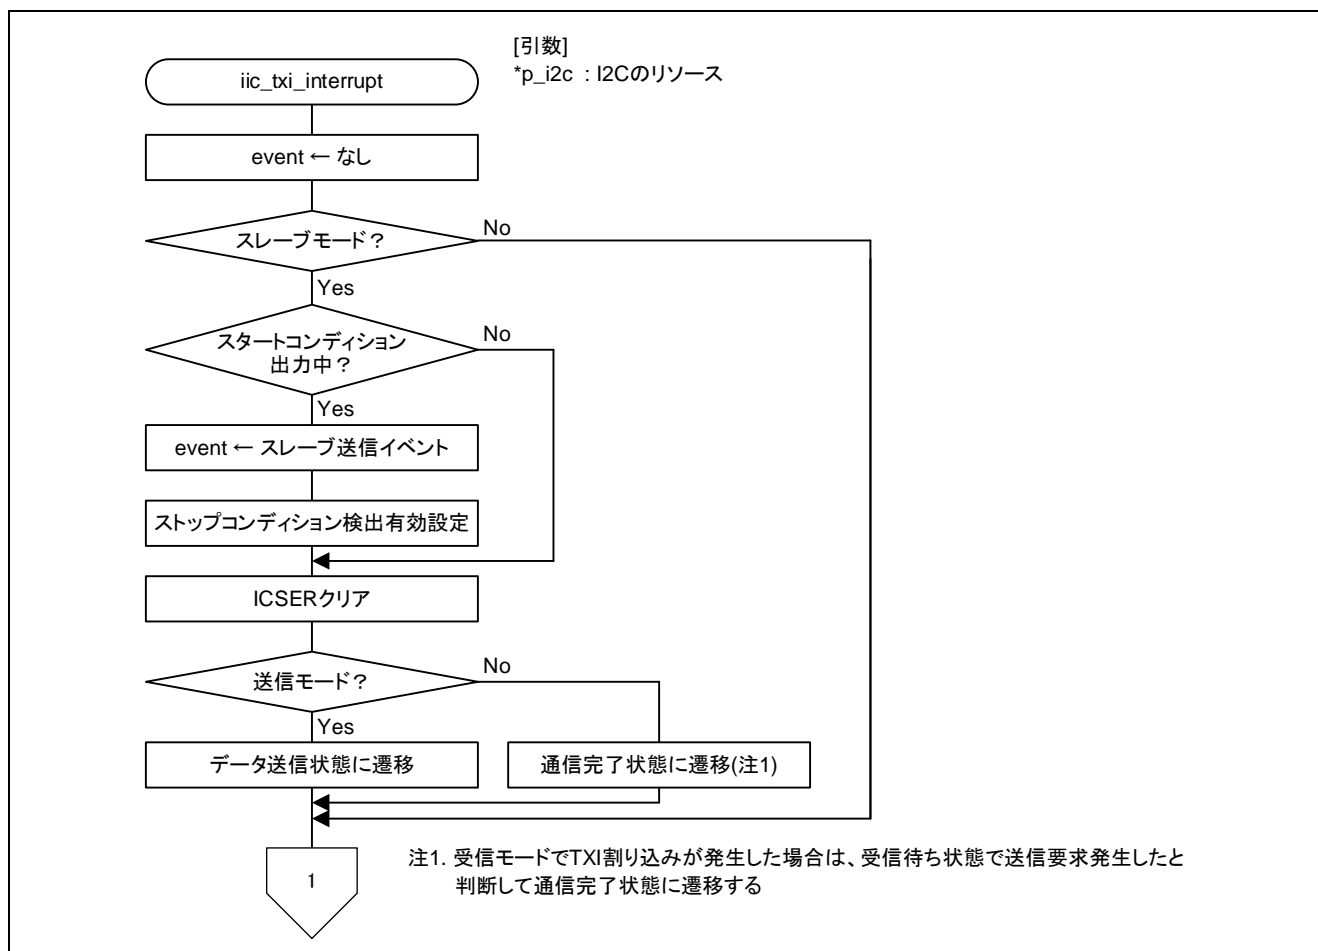 [引数]
*p_i2c : I2Cのリソース
iic_txi_interrupt
event ← なし
スレーブモード?
No
Yes
スタートコンディション
出力中?
No
Yes
event ← スレーブ送信イベント
ストップコンディション検出有効設定
ICSERクリア
送信モード?
No
Yes
データ送信状態に遷移
通信完了状態に遷移(注1)
1
注1. 受信モードでTXI割り込みが発生した場合は、受信待ち状態で送信要求発生したと
判断して通信完了状態に遷移する